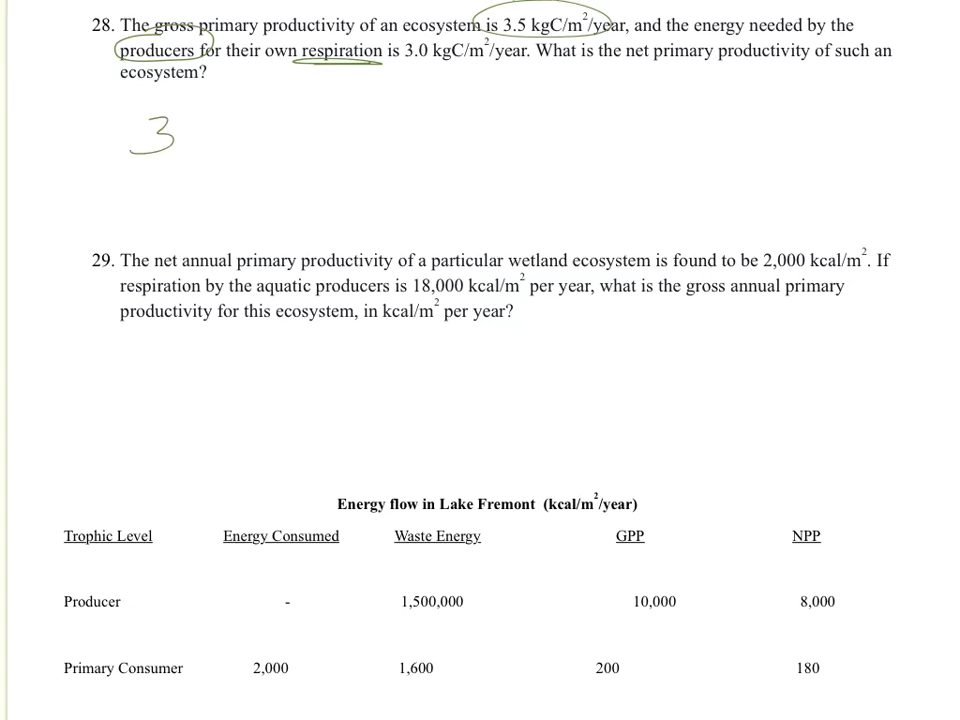 28. The gross primary productivity of an ecosystem is 3.5 kgC/m²/year, and the energy needed by the
producers for their own respiration is 3.0 kgC/m²/year. What is the net primary productivity of such an
ecosystem?
3
29. The net annual primary productivity of a particular wetland ecosystem is found to be 2,000 kcal/m². If
respiration by the aquatic producers is 18,000 kcal/m² per year, what is the gross annual primary
productivity for this ecosystem, in kcal/m² per year?
Energy flow in Lake Fremont (kcal/m²/year)
Trophic Level Energy Consumed Waste Energy GPP NPP
Producer - 1,500,000 10,000 8,000
Primary Consumer 2,000 1,600 200 180